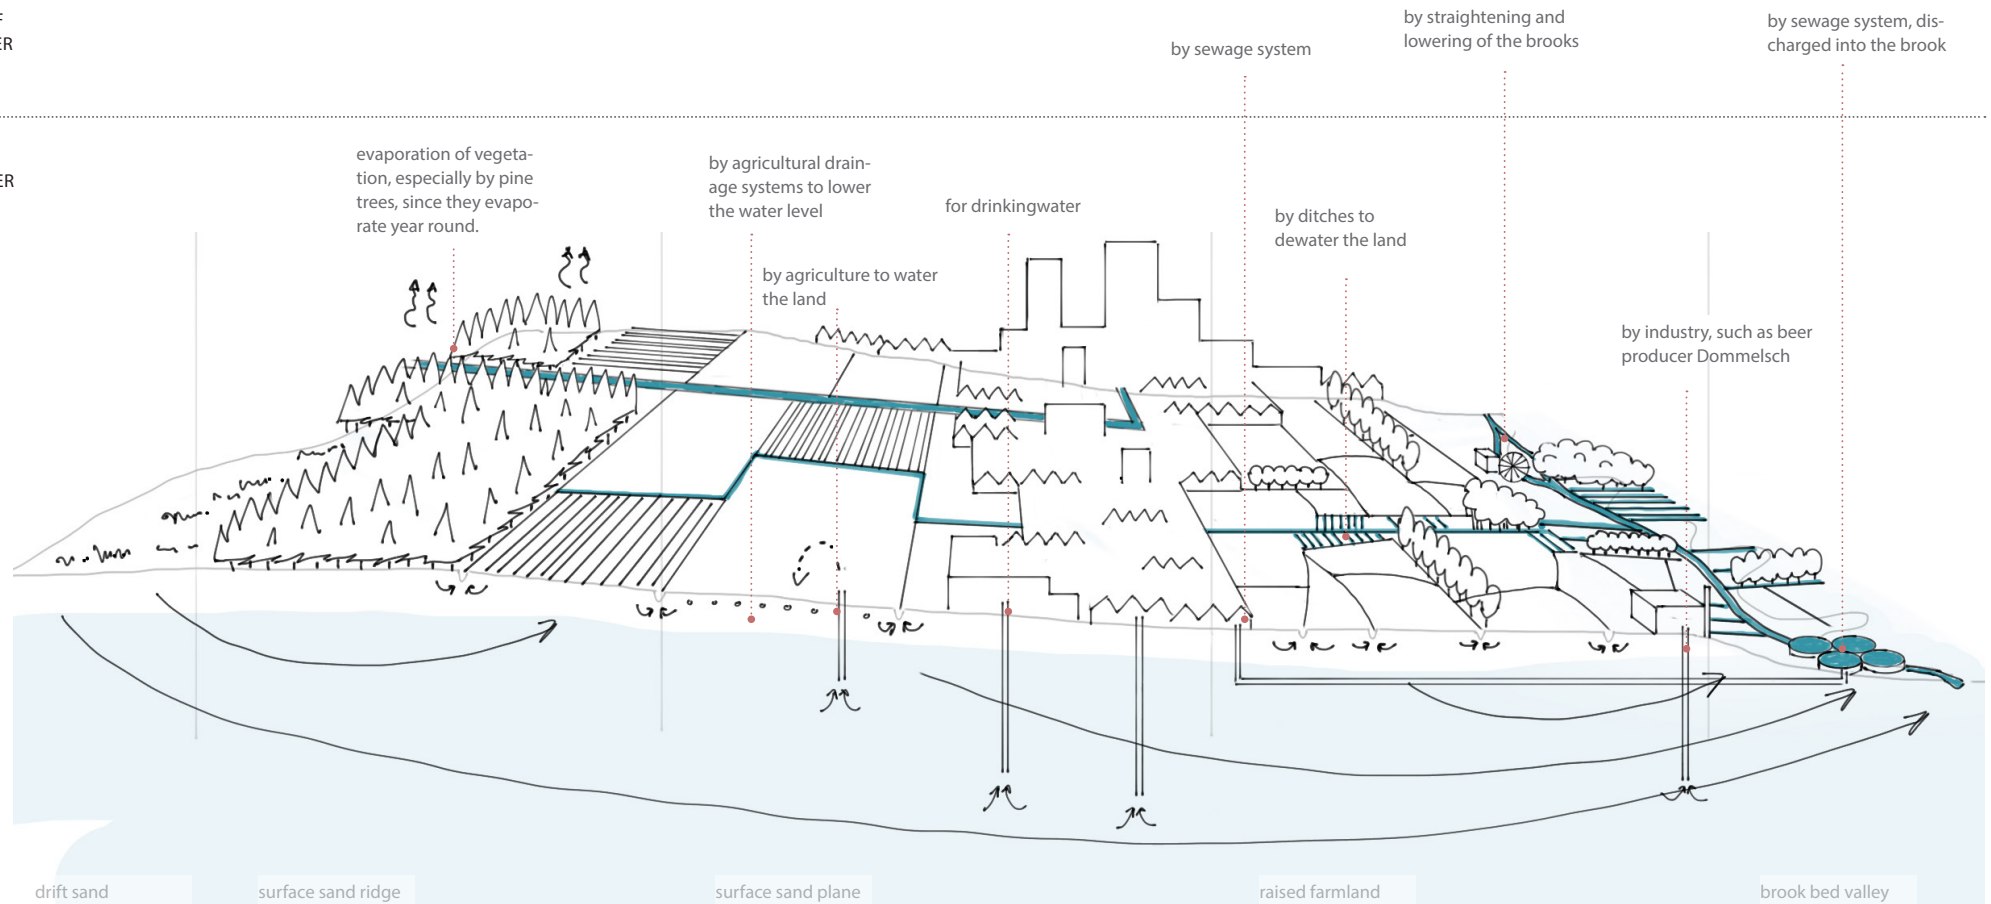 by straightening and
lowering of the brooks
by sewage system, dis-
charged into the brook
by sewage system
ER
evaporation of vegeta-
tion, especially by pine
trees, since they evapo-
rate year round.
by agricultural drain-
age systems to lower
the water level
ER
for drinkingwater
by ditches to
dewater the land
by agriculture to water
the land
by industry, such as beer
producer Dommelsch
drift sand
surface sand ridge
surface sand plane
raised farmland
brook bed valley